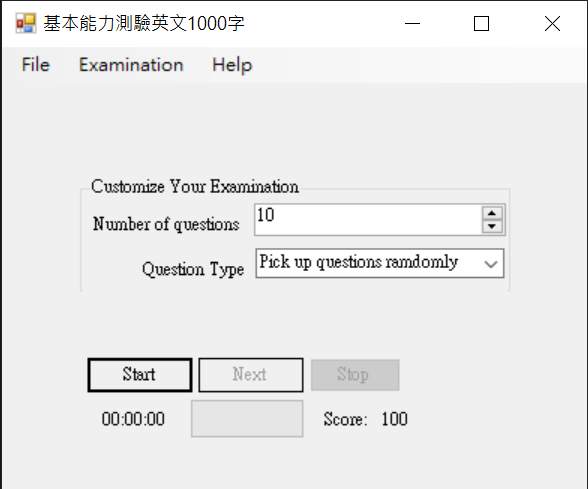 基本能力測驗英文1000字
File Examination Help
Customize Your Examination
Number of questions 10
Question Type Pick up questions ramdomly
Start Next Stop
00:00:00 Score: 100